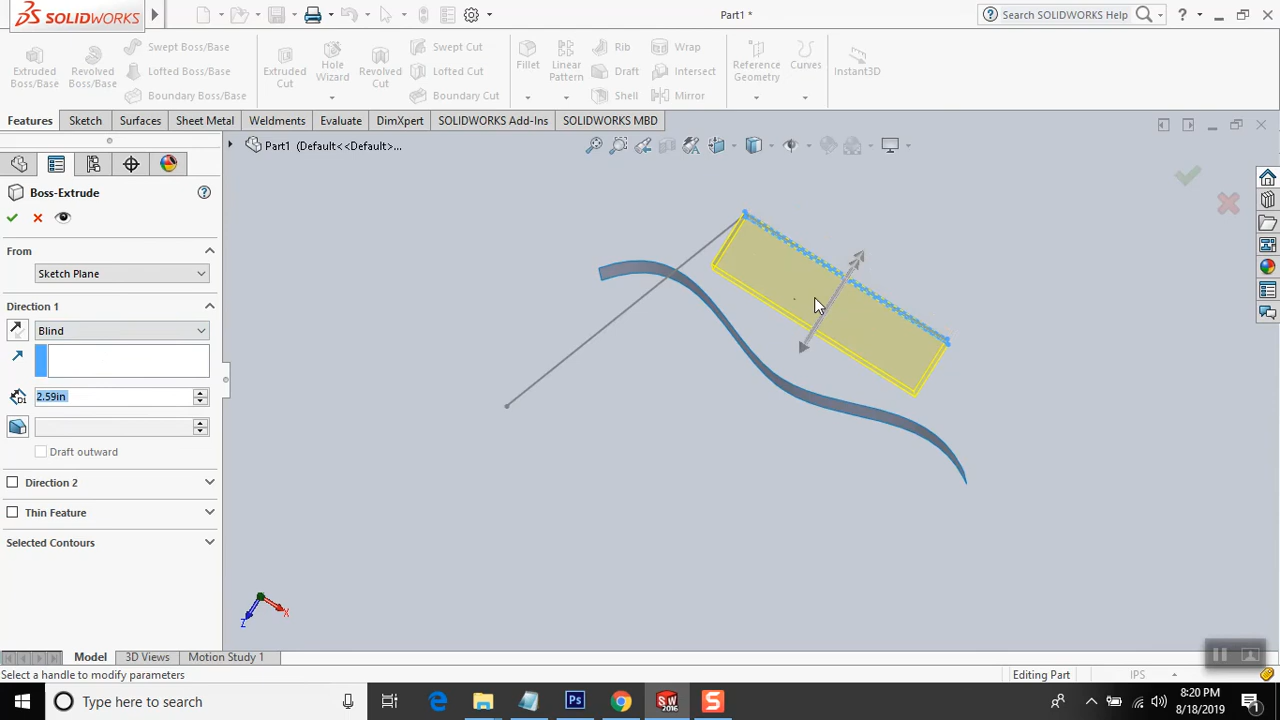 SOLIDWORKS
Part1 *
Search SOLIDWORKS Help
?
Extruded Boss/Base
Revolved Boss/Base
Swept Boss/Base
Lofted Boss/Base
Boundary Boss/Base
Extruded Cut
Hole Wizard
Revolved Cut
Swept Cut
Lofted Cut
Boundary Cut
Fillet
Linear Pattern
Rib
Draft
Shell
Wrap
Intersect
Mirror
Reference Geometry
Curves
Instant3D
Features Sketch Surfaces Sheet Metal Weldments Evaluate DimXpert SOLIDWORKS Add-Ins SOLIDWORKS MBD
Part1 (Default<<Default>...
Boss-Extrude
From
Sketch Plane
Direction 1
Blind
2.59in
Draft outward
Direction 2
Thin Feature
Selected Contours
X
Z
Model 3D Views Motion Study 1
Select a handle to modify parameters
Editing Part
IPS
Type here to search
SW
2016
S
Ps
8:20 PM
8/18/2019
1